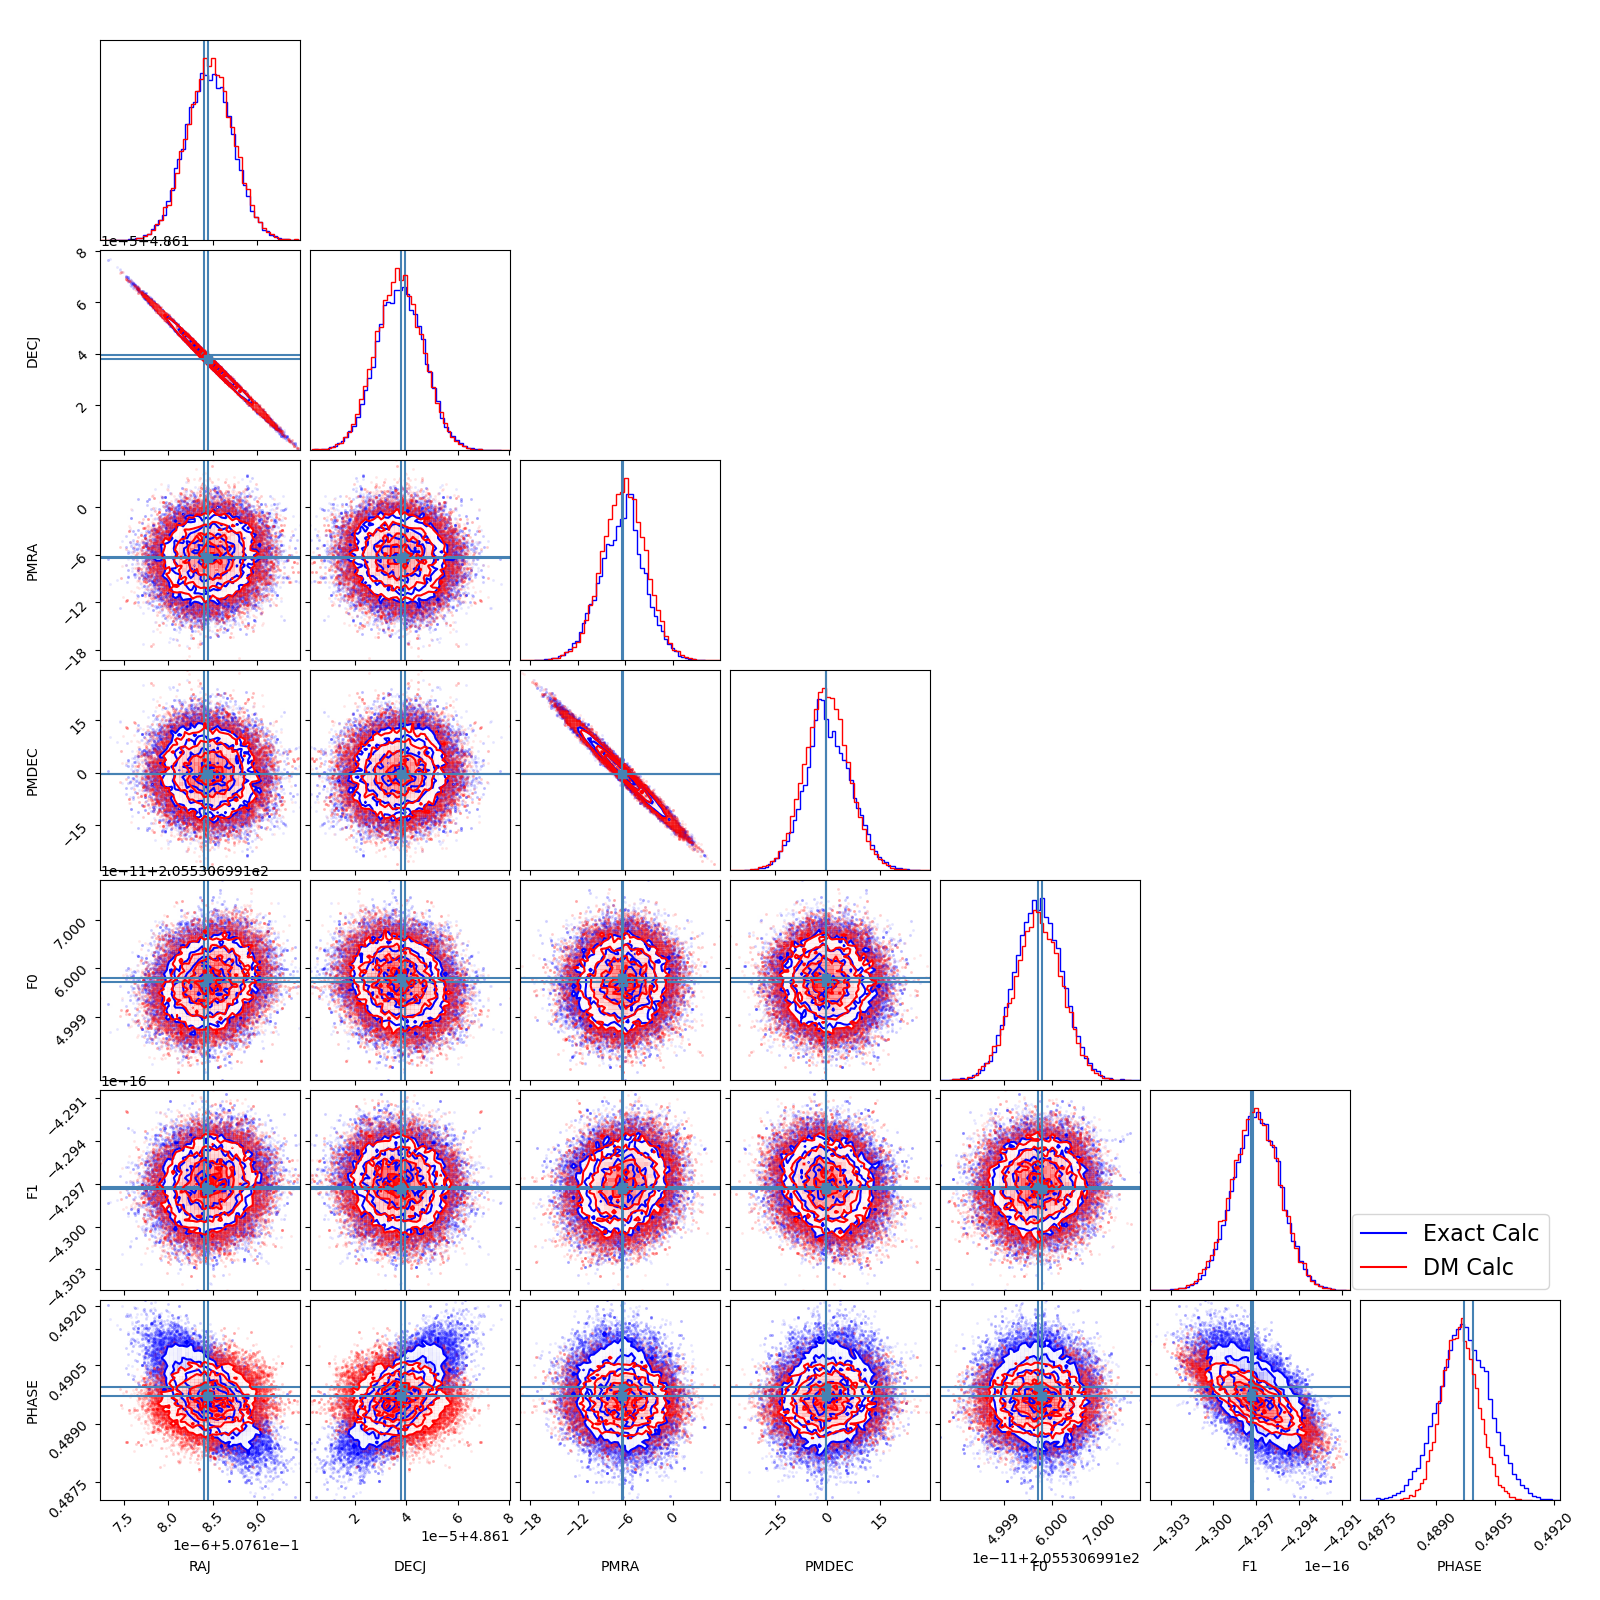 1e−5+4.861
8
6
4
2
DECJ
0
−6
−12
−18
PMRA
15
0
−15
PMDEC
1e−11+2.055306991e2
7.000
6.000
4.999
F0
1e−16
−4.291
−4.294
−4.297
−4.300
−4.303
F1
Exact Calc
DM Calc
0.4920
0.4905
0.4890
0.4875
PHASE
7.5 8.0 8.5 9.0
1e−6+5.0761e−1
RAJ
2 4 6 8
1e−5+4.861
DECJ
−18 −12 −6 0
PMRA
−15 0 15
PMDEC
4.999 6.000 7.000
1e−11+2.055306991e2
F0
−4.303 −4.300 −4.297 −4.294 −4.291
1e−16
F1
0.4875 0.4890 0.4905 0.4920
PHASE